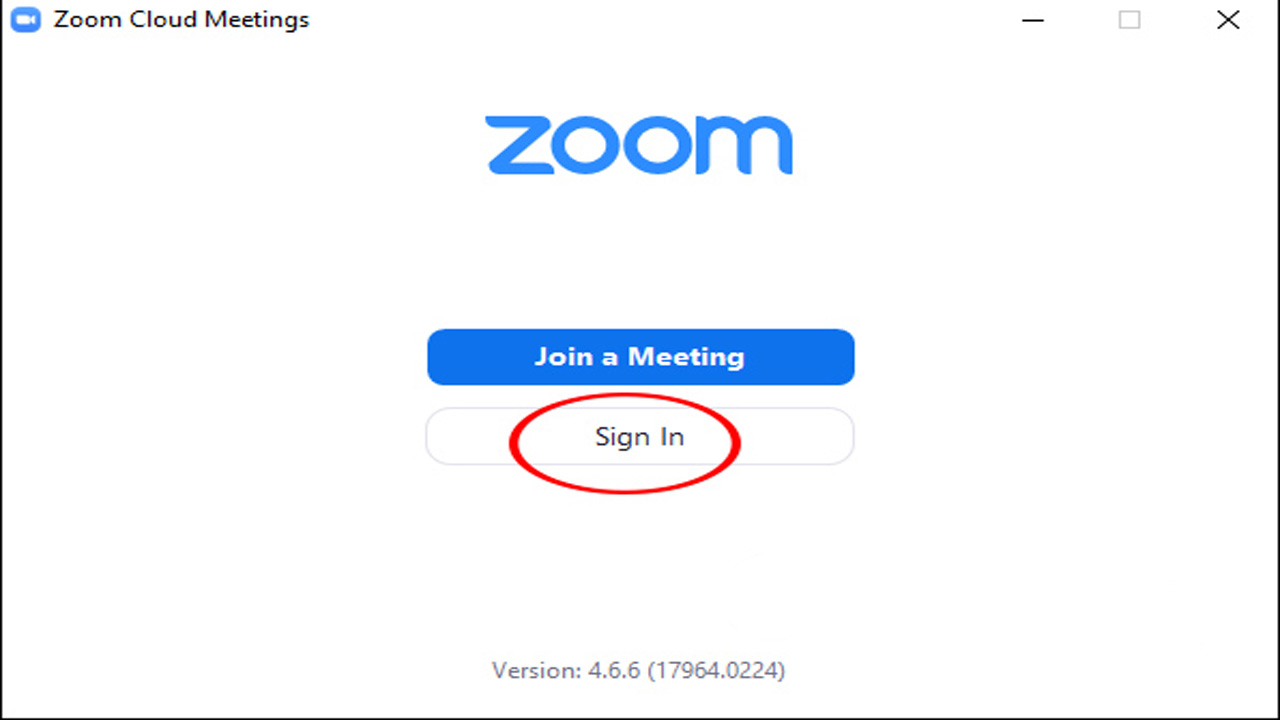 Zoom Cloud Meetings
zoom
Join a Meeting
Sign In
Version: 4.6.6 (17964.0224)